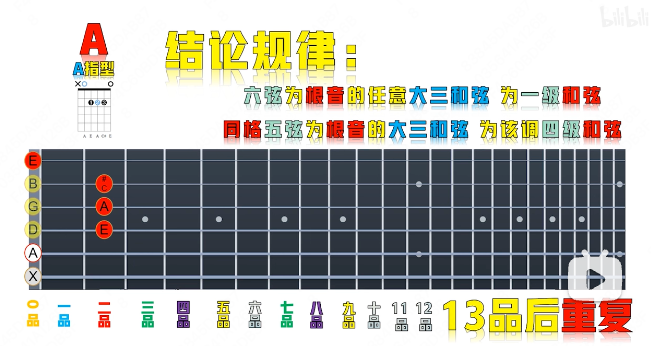 bilibili
A
A指型
结论规律：
X O O
1 2 3
A E A C# E
六弦为根音的任意大三和弦 为一级和弦
同格五弦为根音的大三和弦 为该调四级和弦
E
B #C
G A
D E
A
X
0品 一品 二品 三品 四品 五品 六品 七品 八品 九品 十品 11品 12品 13品后重复